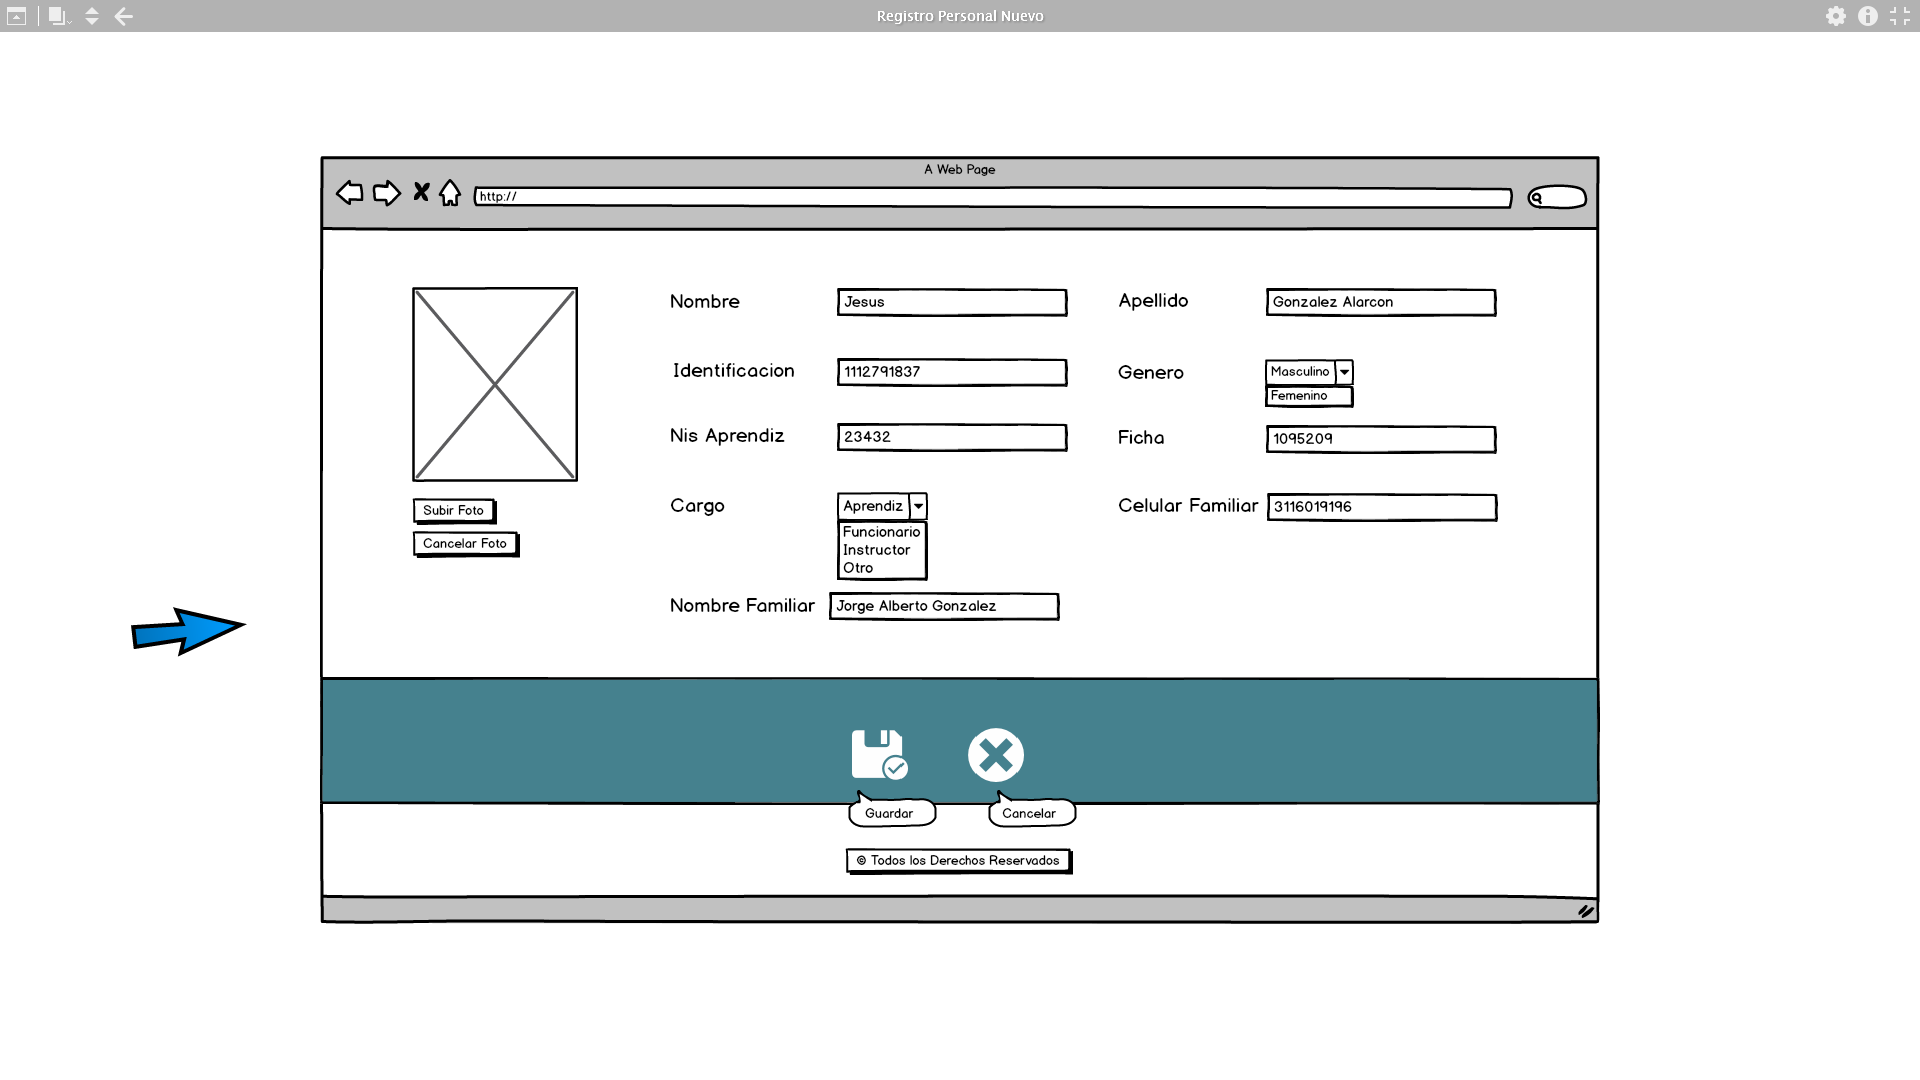 Registro Personal Nuevo
A Web Page
http://
Nombre
Jesus
Apellido
Gonzalez Alarcon
Identificacion
1112791837
Genero
Masculino
Femenino
Nis Aprendiz
23432
Ficha
1095209
Subir Foto
Cancelar Foto
Cargo
Aprendiz
Funcionario
Instructor
Otro
Celular Familiar
3116019196
Nombre Familiar
Jorge Alberto Gonzalez
Guardar
Cancelar
© Todos los Derechos Reservados